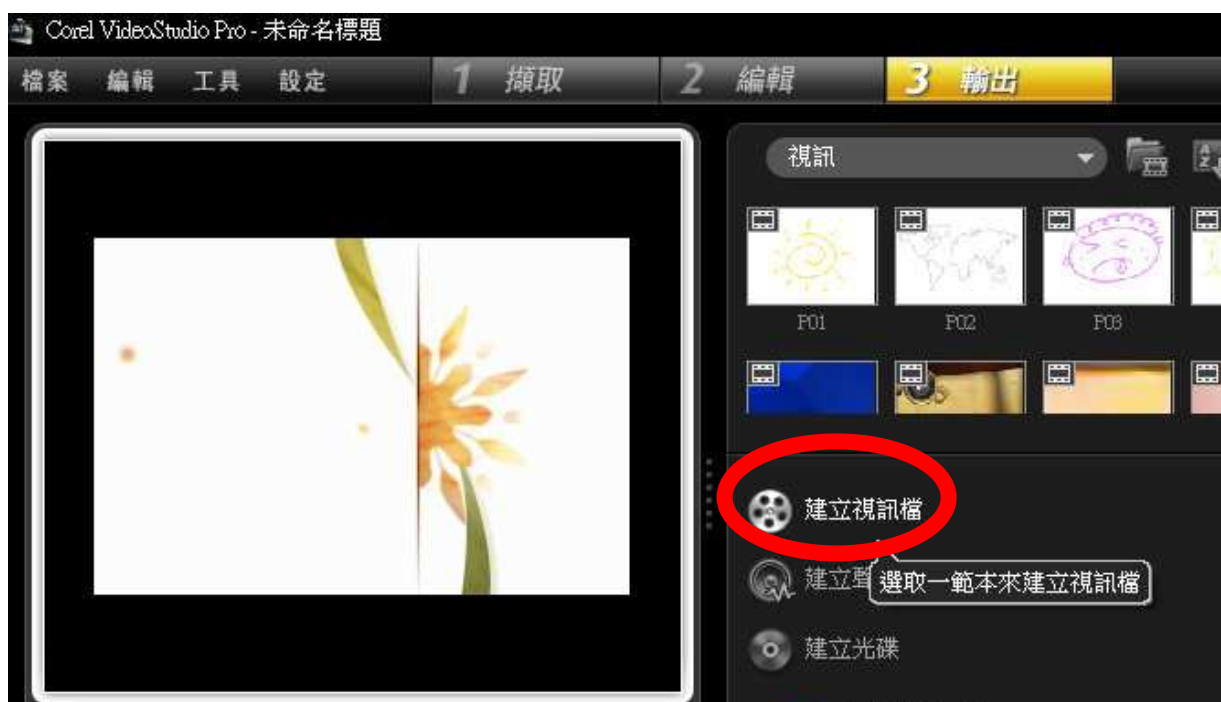 Corel VideoStudio Pro - 未命名標題
檔案 編輯 工具 設定 1 擷取 2 編輯 3 輸出
視訊
P01 P02 P03
建立視訊檔
建立聲
選取一範本來建立視訊檔
建立光碟